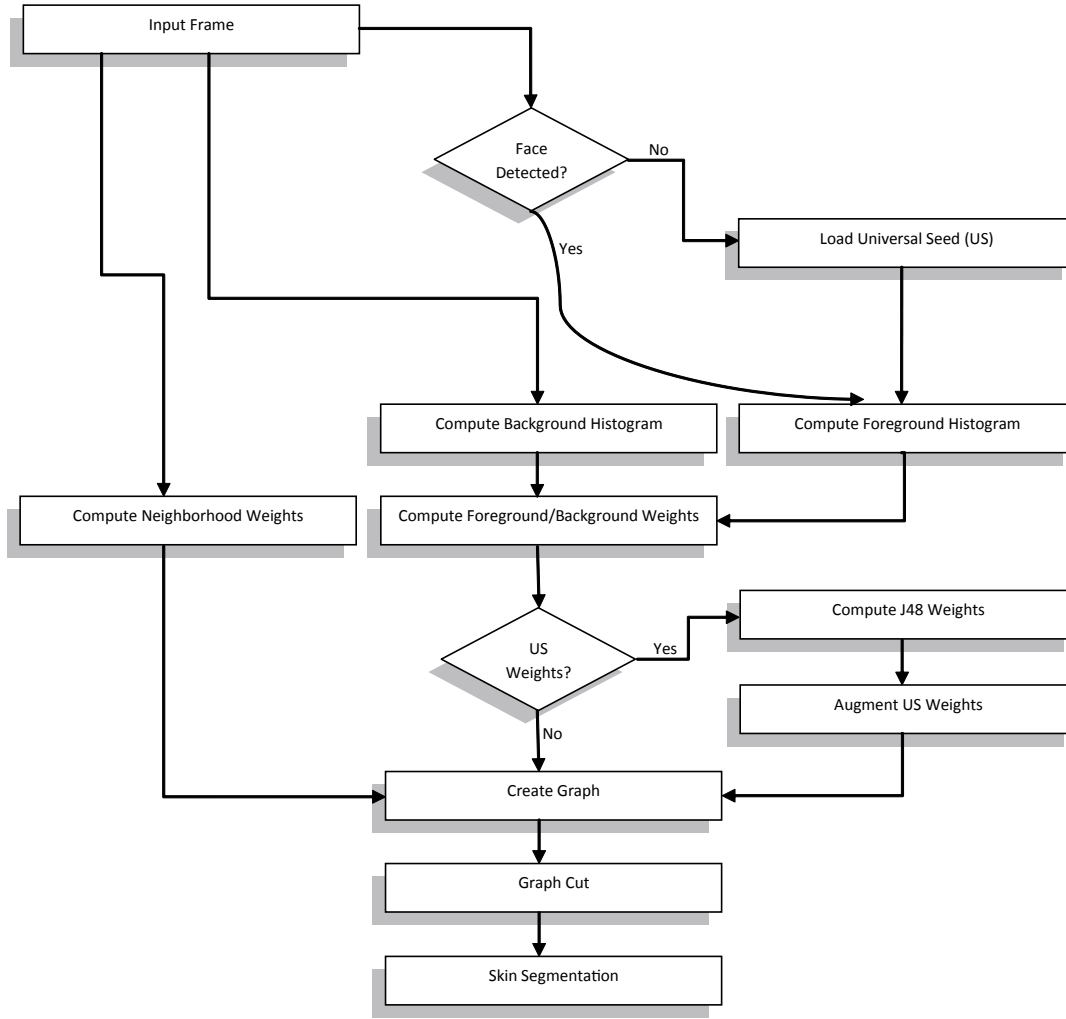 Input Frame
Face
Detected?
No
Yes
Load Universal Seed (US)
Compute Background Histogram
Compute Foreground Histogram
Compute Neighborhood Weights
Compute Foreground/Background Weights
US
Weights?
Yes
No
Compute J48 Weights
Augment US Weights
Create Graph
Graph Cut
Skin Segmentation